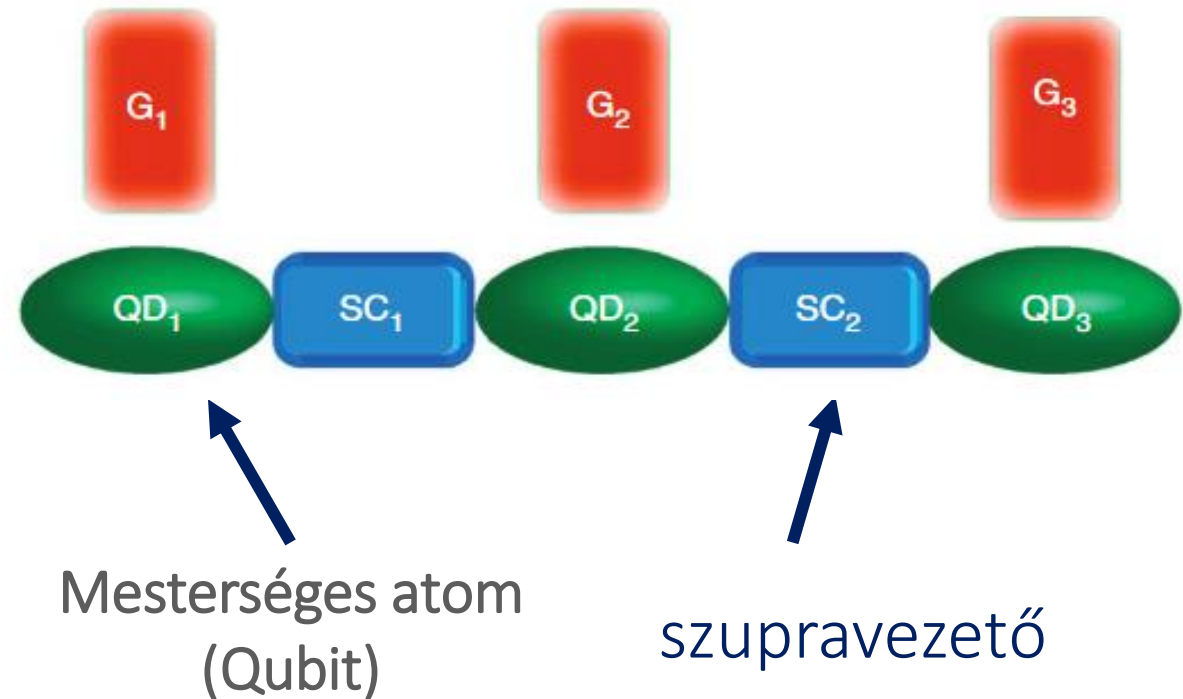 G₁ G₂ G₃
QD₁ SC₁ QD₂ SC₂ QD₃
Mesterséges atom
(Qubit)
szupravezető